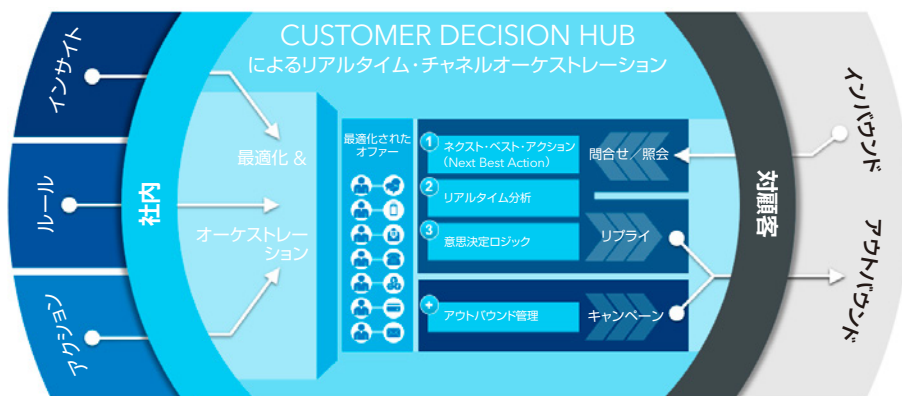 CUSTOMER DECISION HUB
によるリアルタイム・チャネルオーケストレーション
インサイト
ルール
アクション
社内
最適化 &
オーケストレー
ション
最適化された
オファー
1
ネクスト・ベスト・アクション
(Next Best Action)
2
リアルタイム分析
3
意思決定ロジック
+
アウトバウンド管理
問合せ／照会
リプライ
キャンペーン
対顧客
インバウンド
アウトバウンド